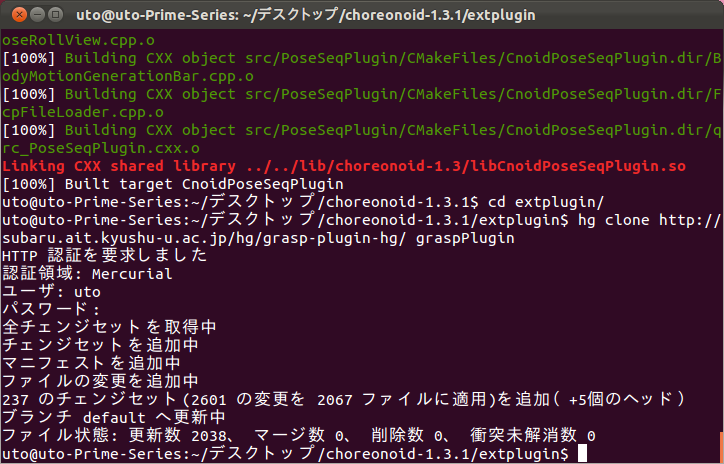 uto@uto-Prime-Series: ~/デスクトップ/choreonoid-1.3.1/extplugin
oseRollView.cpp.o
[100%] Building CXX object src/PoseSeqPlugin/CMakeFiles/CnoidPoseSeqPlugin.dir/B
odyMotionGenerationBar.cpp.o
[100%] Building CXX object src/PoseSeqPlugin/CMakeFiles/CnoidPoseSeqPlugin.dir/F
cpFileLoader.cpp.o
[100%] Building CXX object src/PoseSeqPlugin/CMakeFiles/CnoidPoseSeqPlugin.dir/q
rc_PoseSeqPlugin.cxx.o
Linking CXX shared library ../../lib/choreonoid-1.3/libCnoidPoseSeqPlugin.so
[100%] Built target CnoidPoseSeqPlugin
uto@uto-Prime-Series:~/デスクトップ/choreonoid-1.3.1$ cd extplugin/
uto@uto-Prime-Series:~/デスクトップ/choreonoid-1.3.1/extplugin$ hg clone http://
subaru.ait.kyushu-u.ac.jp/hg/grasp-plugin-hg/ graspPlugin
HTTP 認証を要求しました
認証領域: Mercurial
ユーザ: uto
パスワード:
全チェンジセットを取得中
チェンジセットを追加中
マニフェストを追加中
ファイルの変更を追加中
237 のチェンジセット(2601 の変更を 2067 ファイルに適用)を追加( +5個のヘッド)
ブランチ default へ更新中
ファイル状態: 更新数 2038、 マージ数 0、 削除数 0、 衝突未解消数 0
uto@uto-Prime-Series:~/デスクトップ/choreonoid-1.3.1/extplugin$